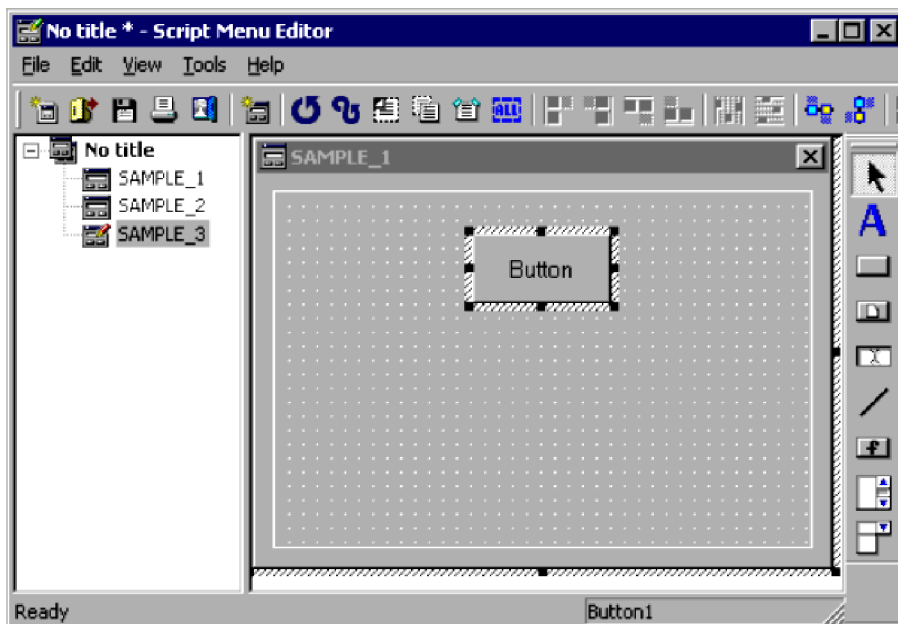 No title * - Script Menu Editor
File Edit View Tools Help
ALL
No title
SAMPLE_1
SAMPLE_2
SAMPLE_3
SAMPLE_1
Button
A
f
Ready
Button1